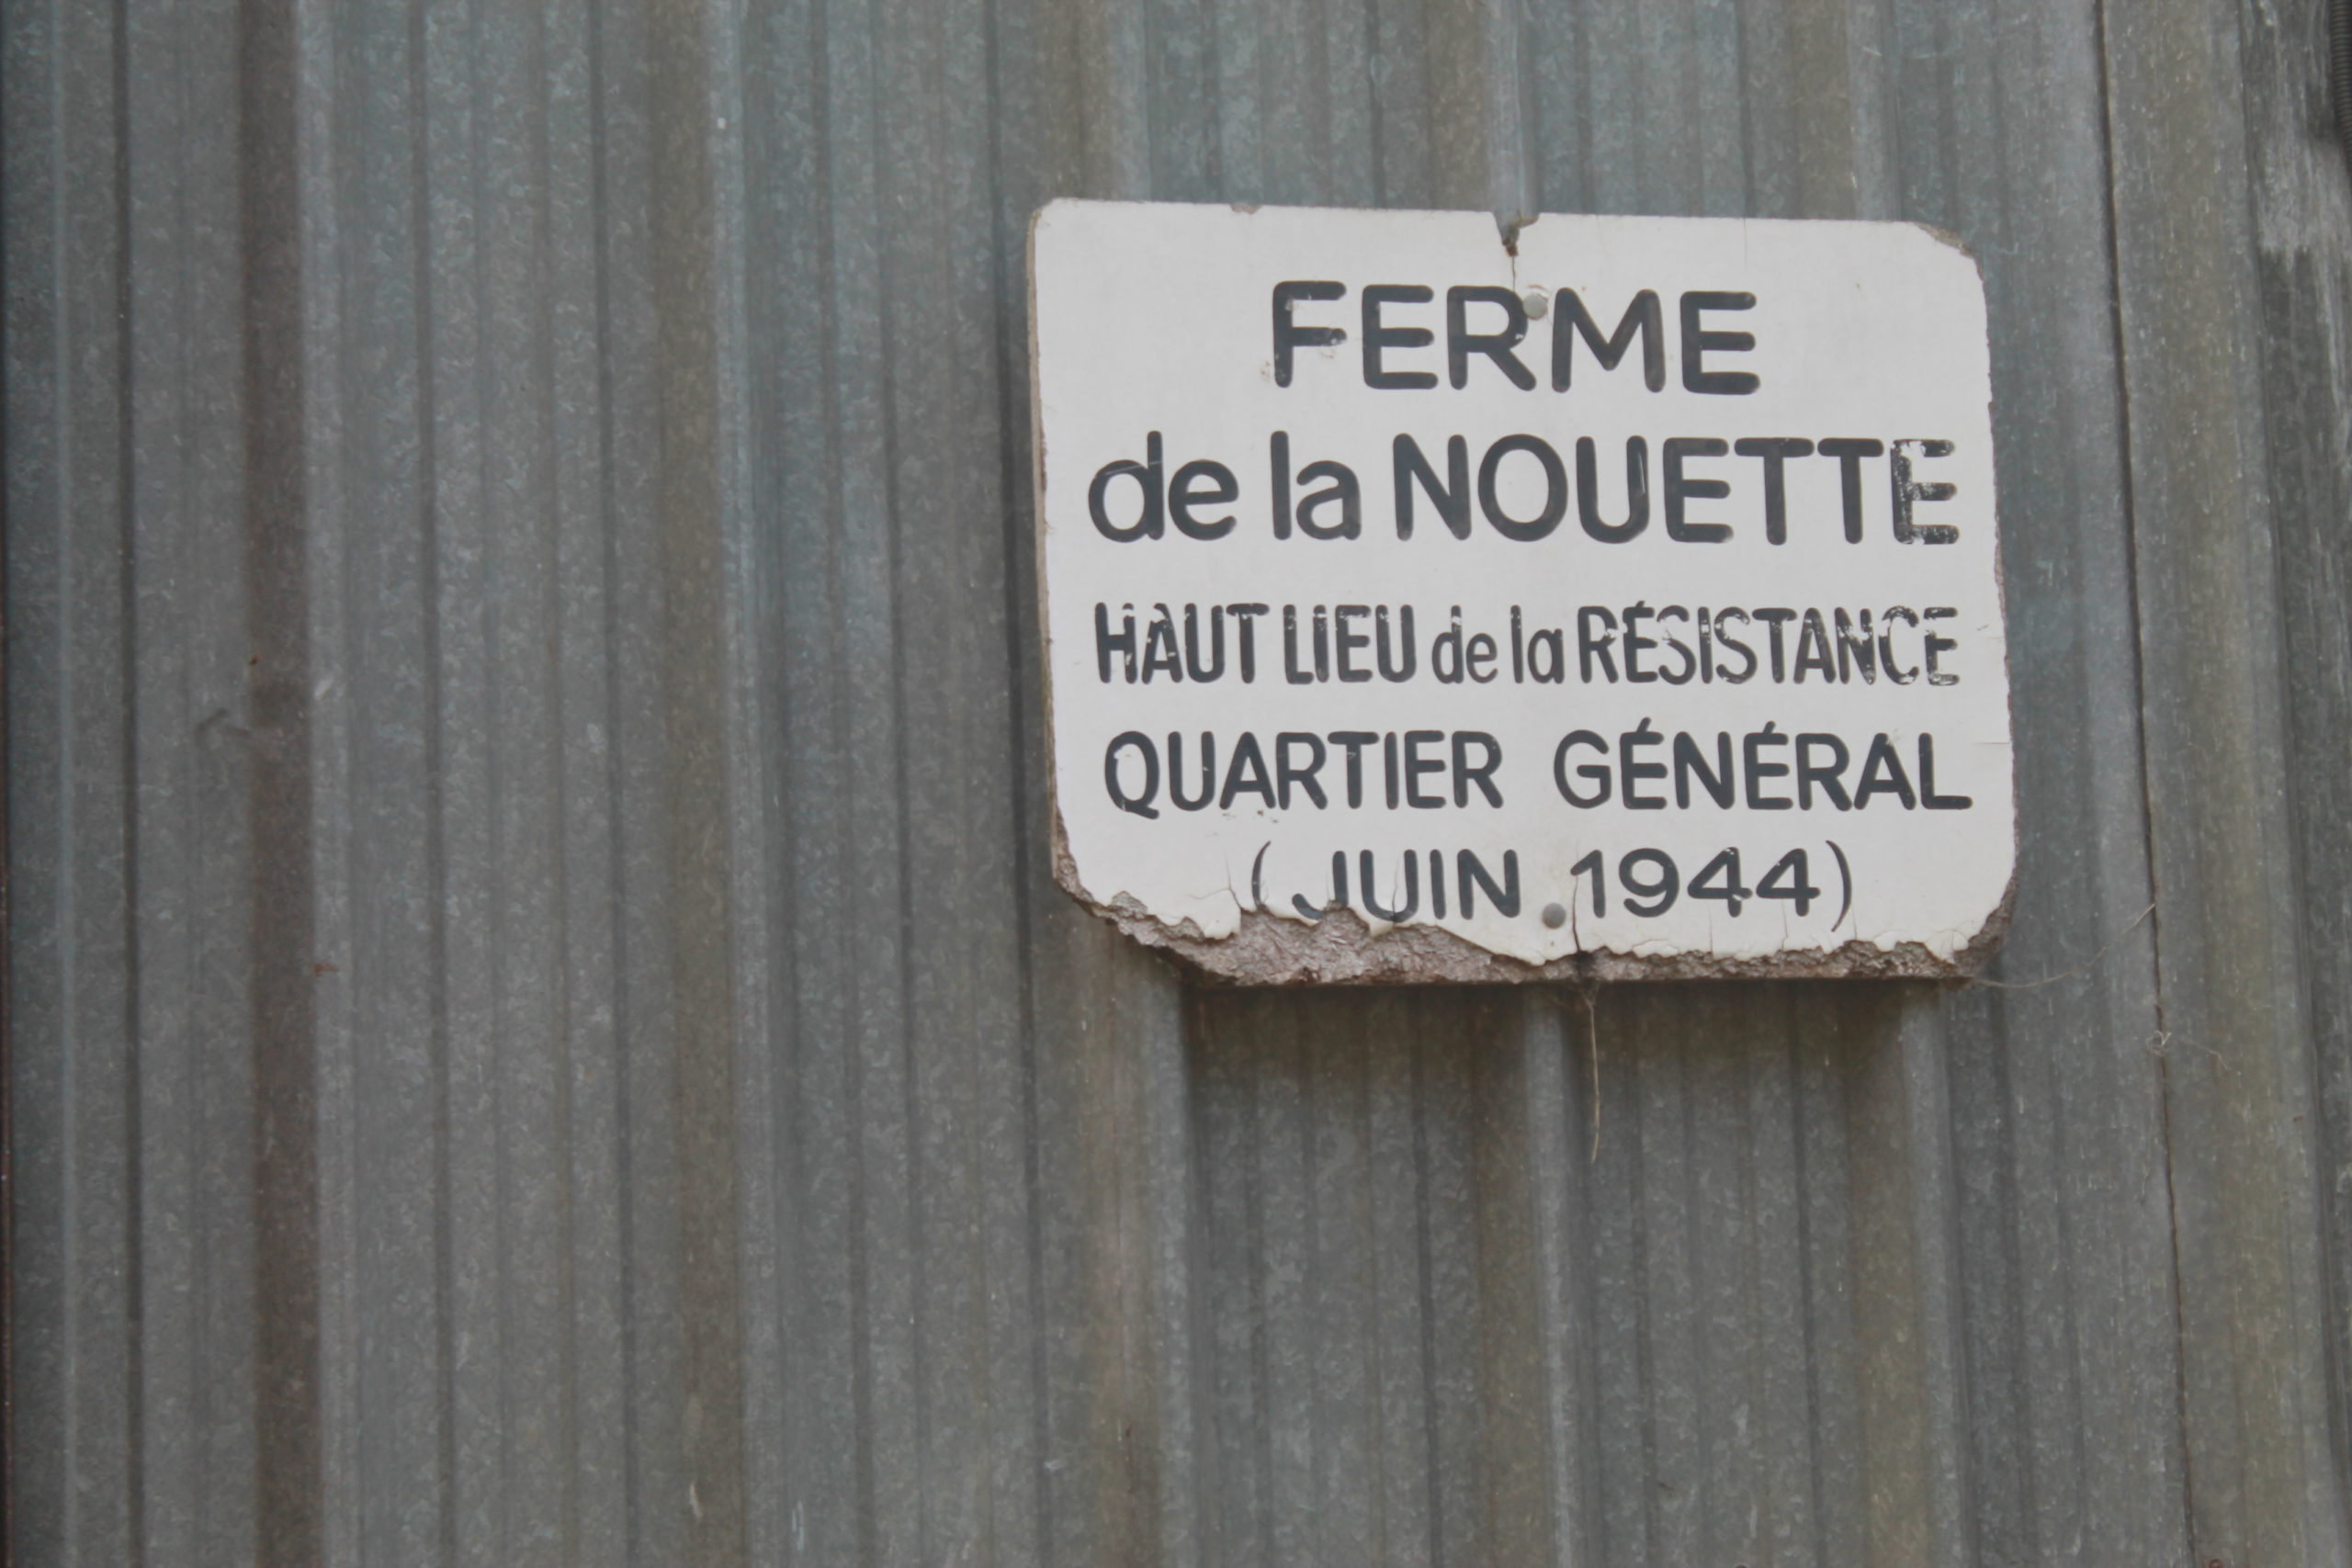 FERME
de la NOUETTE
HAUT LIEU de la RÉSISTANCE
QUARTIER GÉNÉRAL
( JUIN 1944)